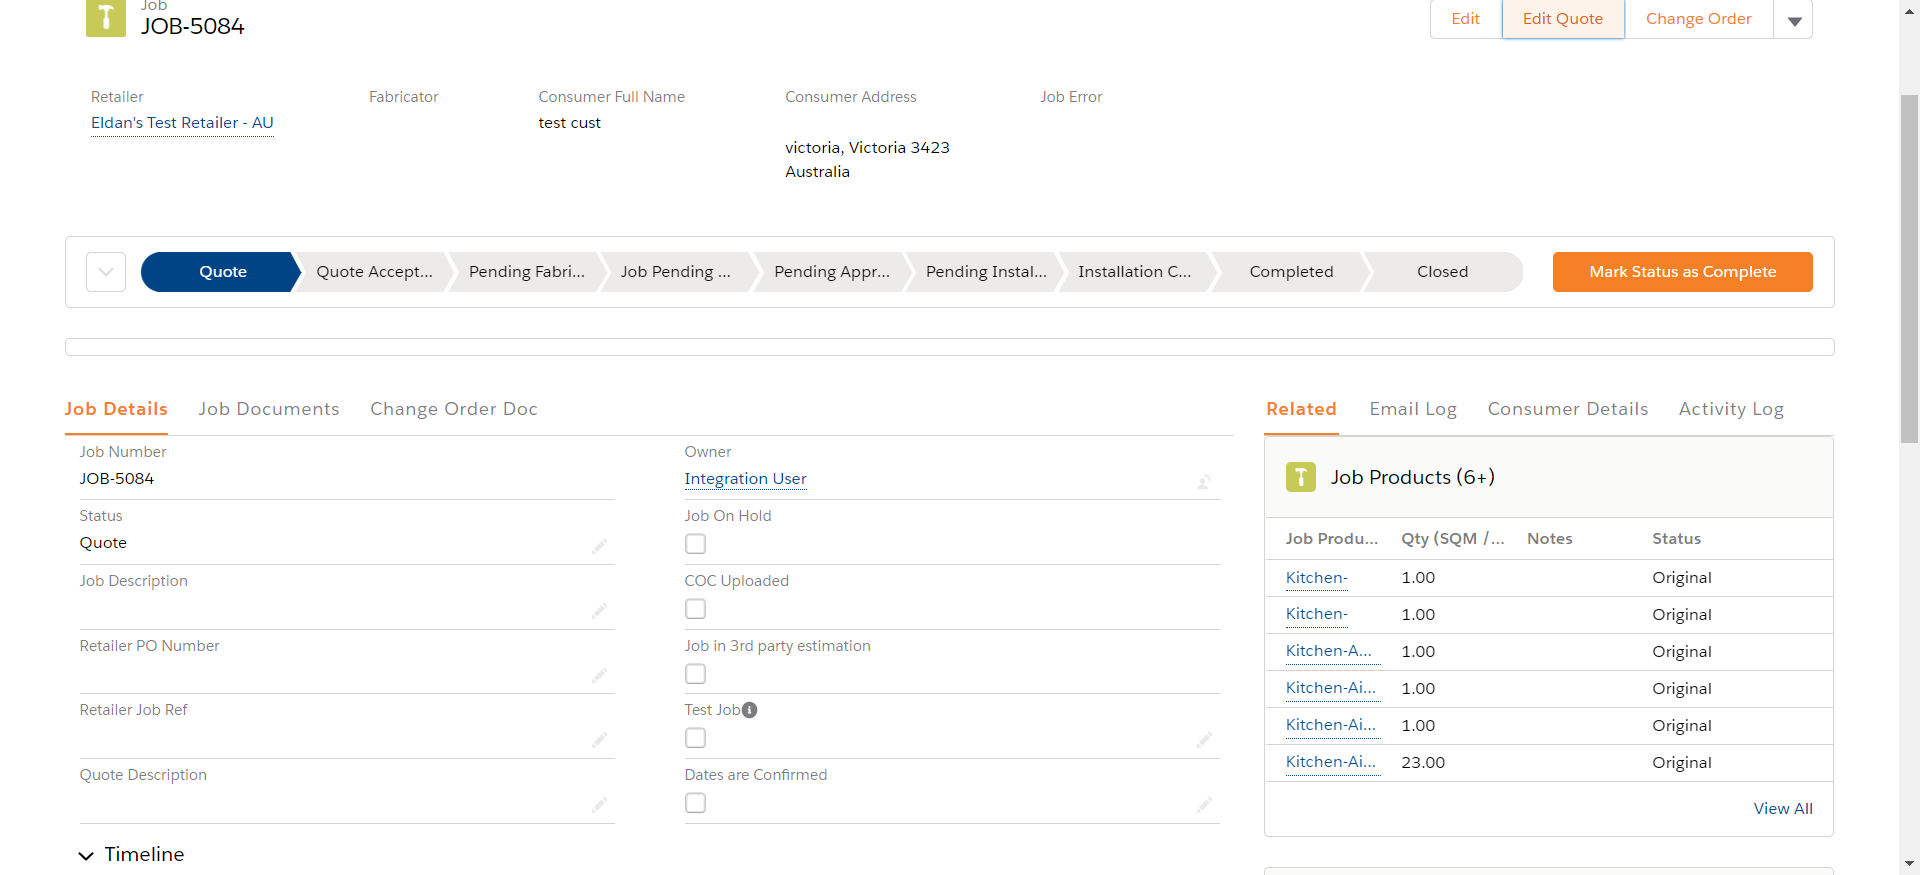 Job
JOB-5084
Edit
Edit Quote
Change Order
Retailer
Eldan's Test Retailer - AU
Fabricator
Consumer Full Name
test cust
Consumer Address
victoria, Victoria 3423
Australia
Job Error
Quote
Quote Accept...
Pending Fabri...
Job Pending ...
Pending Appr...
Pending Instal...
Installation C...
Completed
Closed
Mark Status as Complete
Job Details
Job Documents
Change Order Doc
Job Number
JOB-5084
Owner
Integration User
Status
Quote
Job On Hold
Job Description
COC Uploaded
Retailer PO Number
Job in 3rd party estimation
Retailer Job Ref
Test Job
Quote Description
Dates are Confirmed
Timeline
Related
Email Log
Consumer Details
Activity Log
Job Products (6+)
Job Produ... Qty (SQM /... Notes Status
Kitchen- 1.00 Original
Kitchen- 1.00 Original
Kitchen-A... 1.00 Original
Kitchen-Ai... 1.00 Original
Kitchen-Ai... 1.00 Original
Kitchen-Ai... 23.00 Original
View All